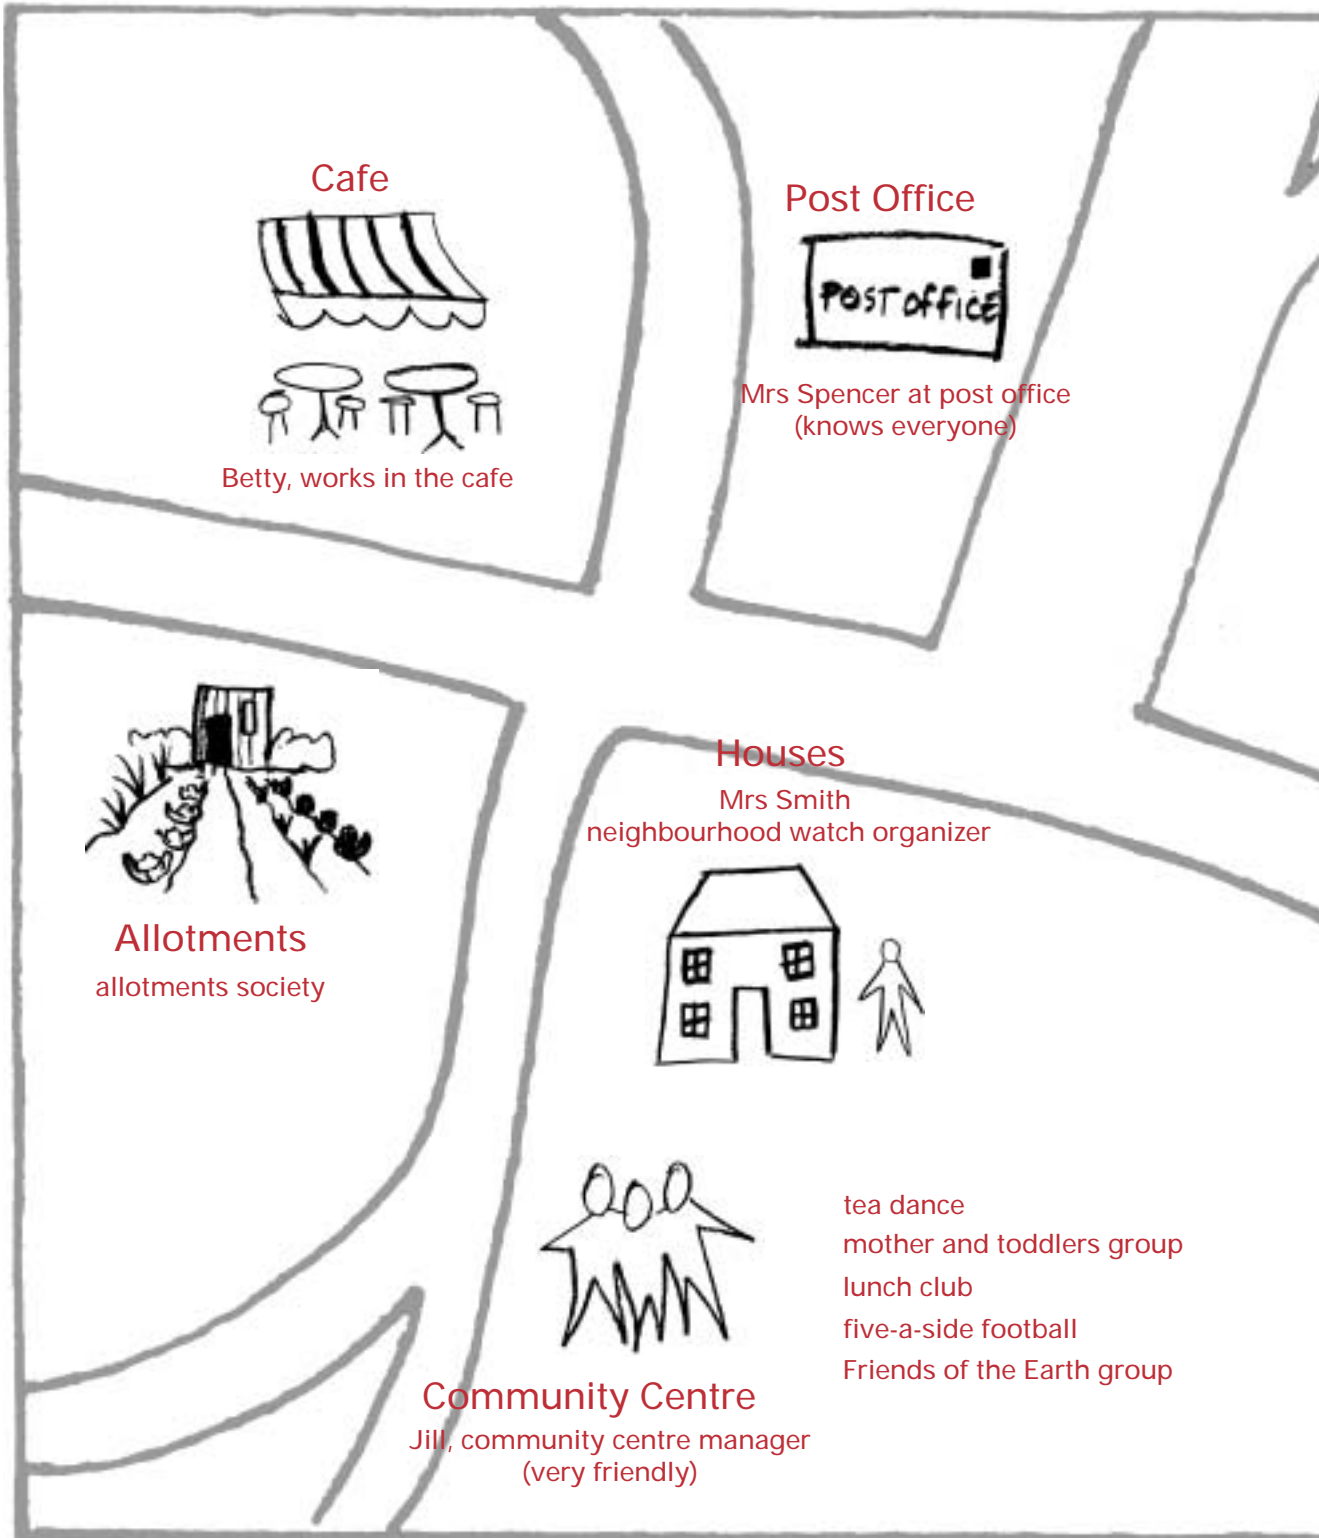 Cafe
Betty, works in the cafe
Post Office
POST OFFICE
Mrs Spencer at post office
(knows everyone)
Allotments
allotments society
Houses
Mrs Smith
neighbourhood watch organizer
tea dance
mother and toddlers group
lunch club
five-a-side football
Friends of the Earth group
Community Centre
Jill, community centre manager
(very friendly)